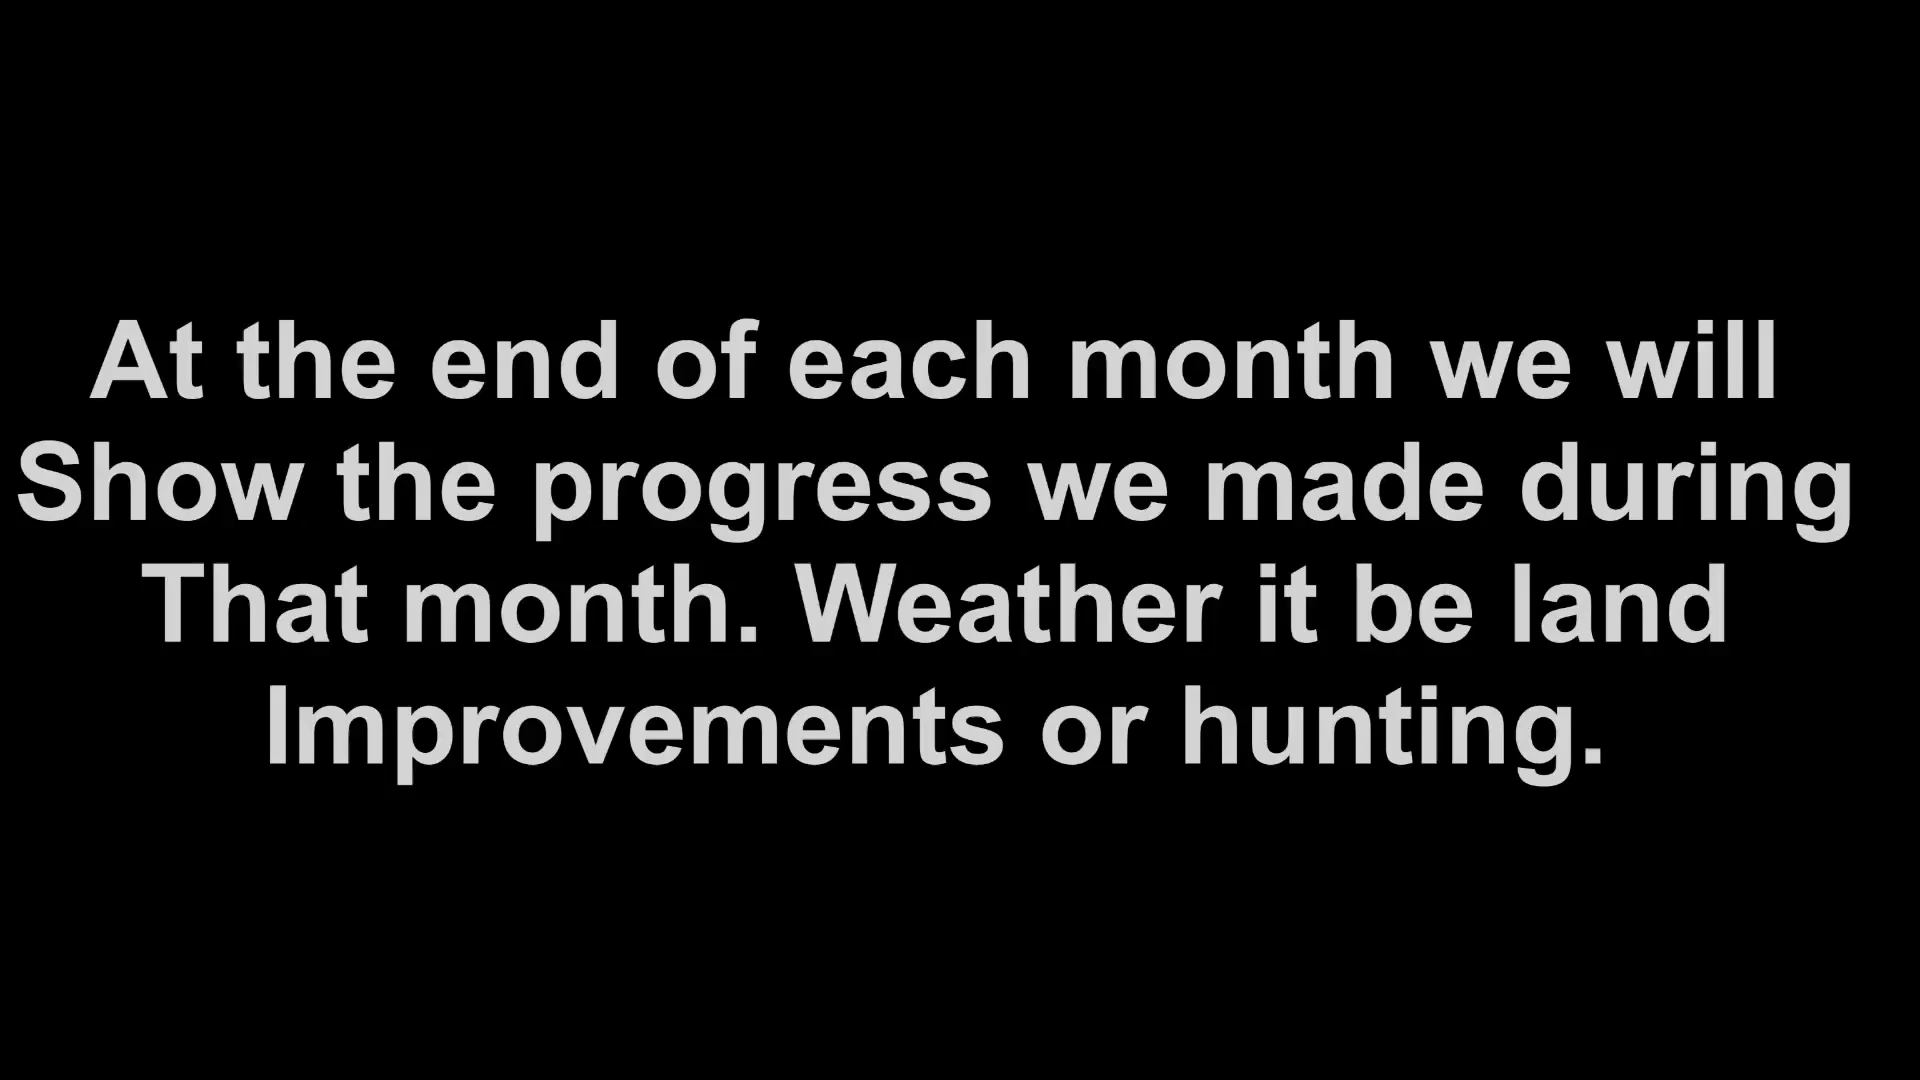 At the end of each month we will
Show the progress we made during
That month. Weather it be land
Improvements or hunting.